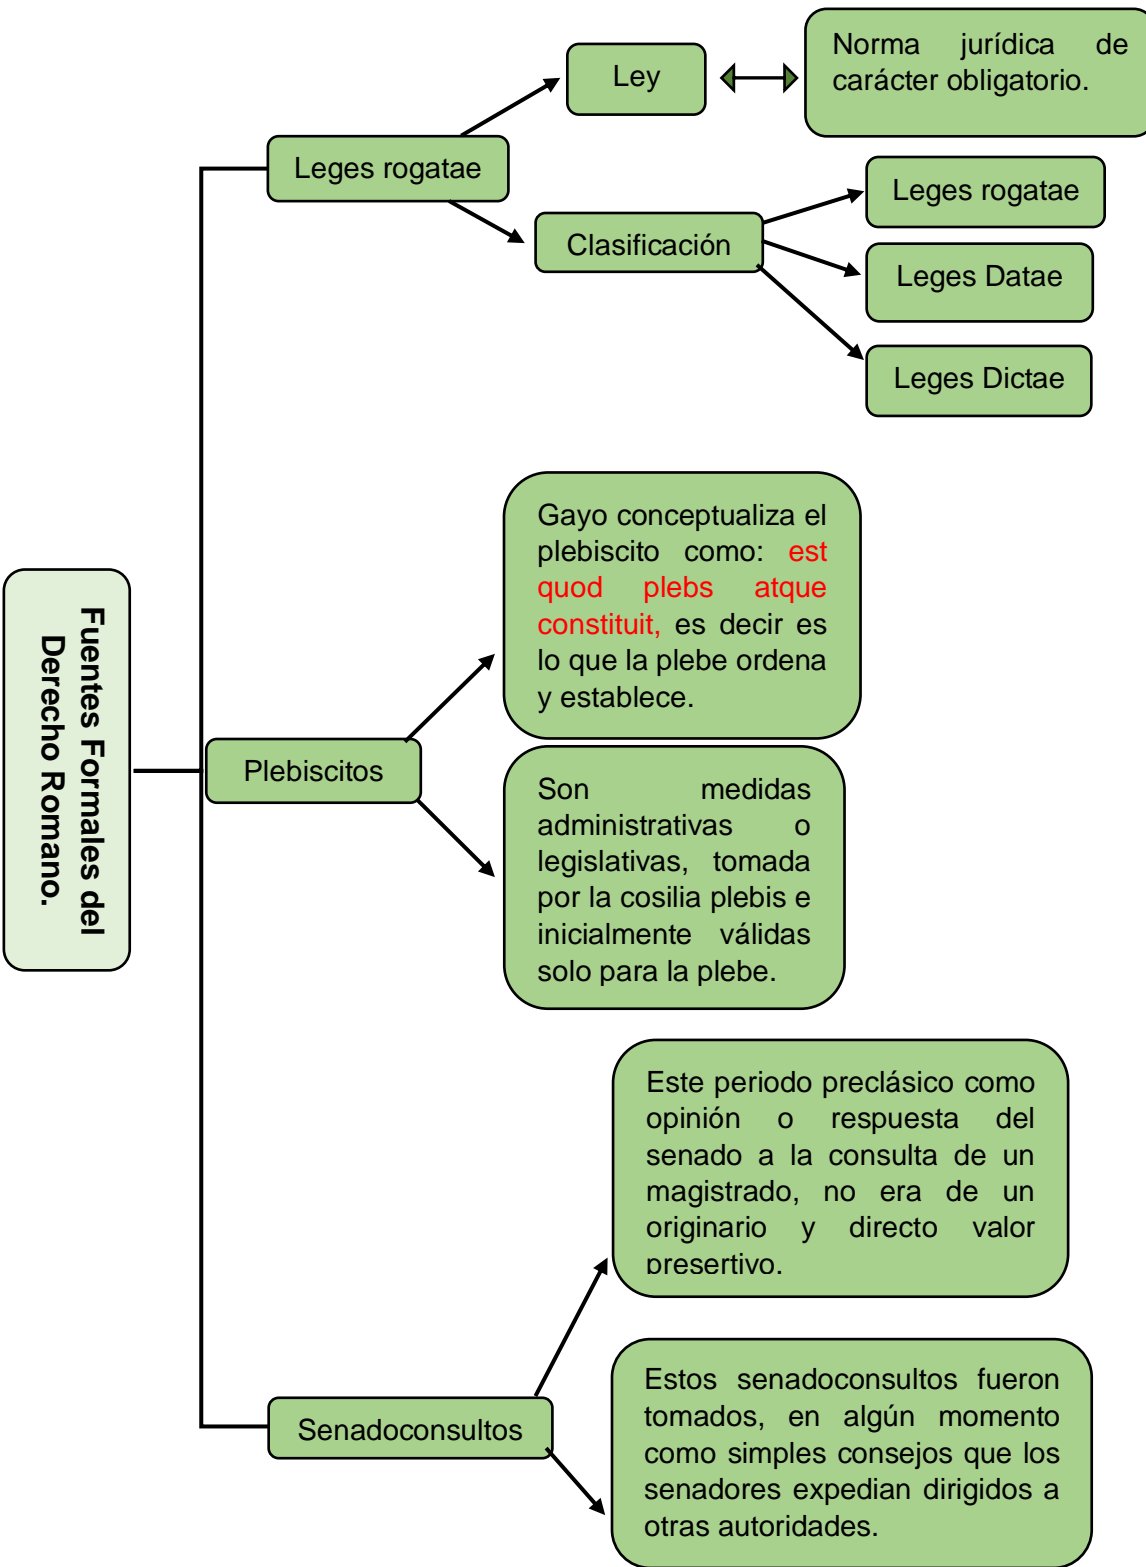 Fuentes Formales del
Derecho Romano.
Leges rogatae
Ley
Norma jurídica de
carácter obligatorio.
Clasificación
Leges rogatae
Leges Datae
Leges Dictae
Plebiscitos
Gayo conceptualiza el
plebiscito como: est
quod plebs atque
constituit, es decir es
lo que la plebe ordena
y establece.
Son medidas
administrativas o
legislativas, tomada
por la cosilia plebis e
inicialmente válidas
solo para la plebe.
Senadoconsultos
Este periodo preclásico como
opinión o respuesta del
senado a la consulta de un
magistrado, no era de un
originario y directo valor
presertivo.
Estos senadoconsultos fueron
tomados, en algún momento
como simples consejos que los
senadores expedian dirigidos a
otras autoridades.